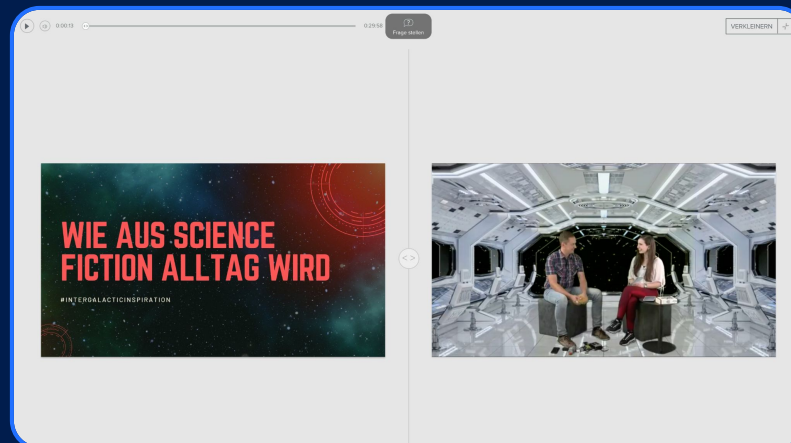 0:00:13
0:29:58
Frage stellen
VERKLEINERN
WIE AUS SCIENCE
FICTION ALLTAG WIRD
#INTERGALACTICINSPIRATION